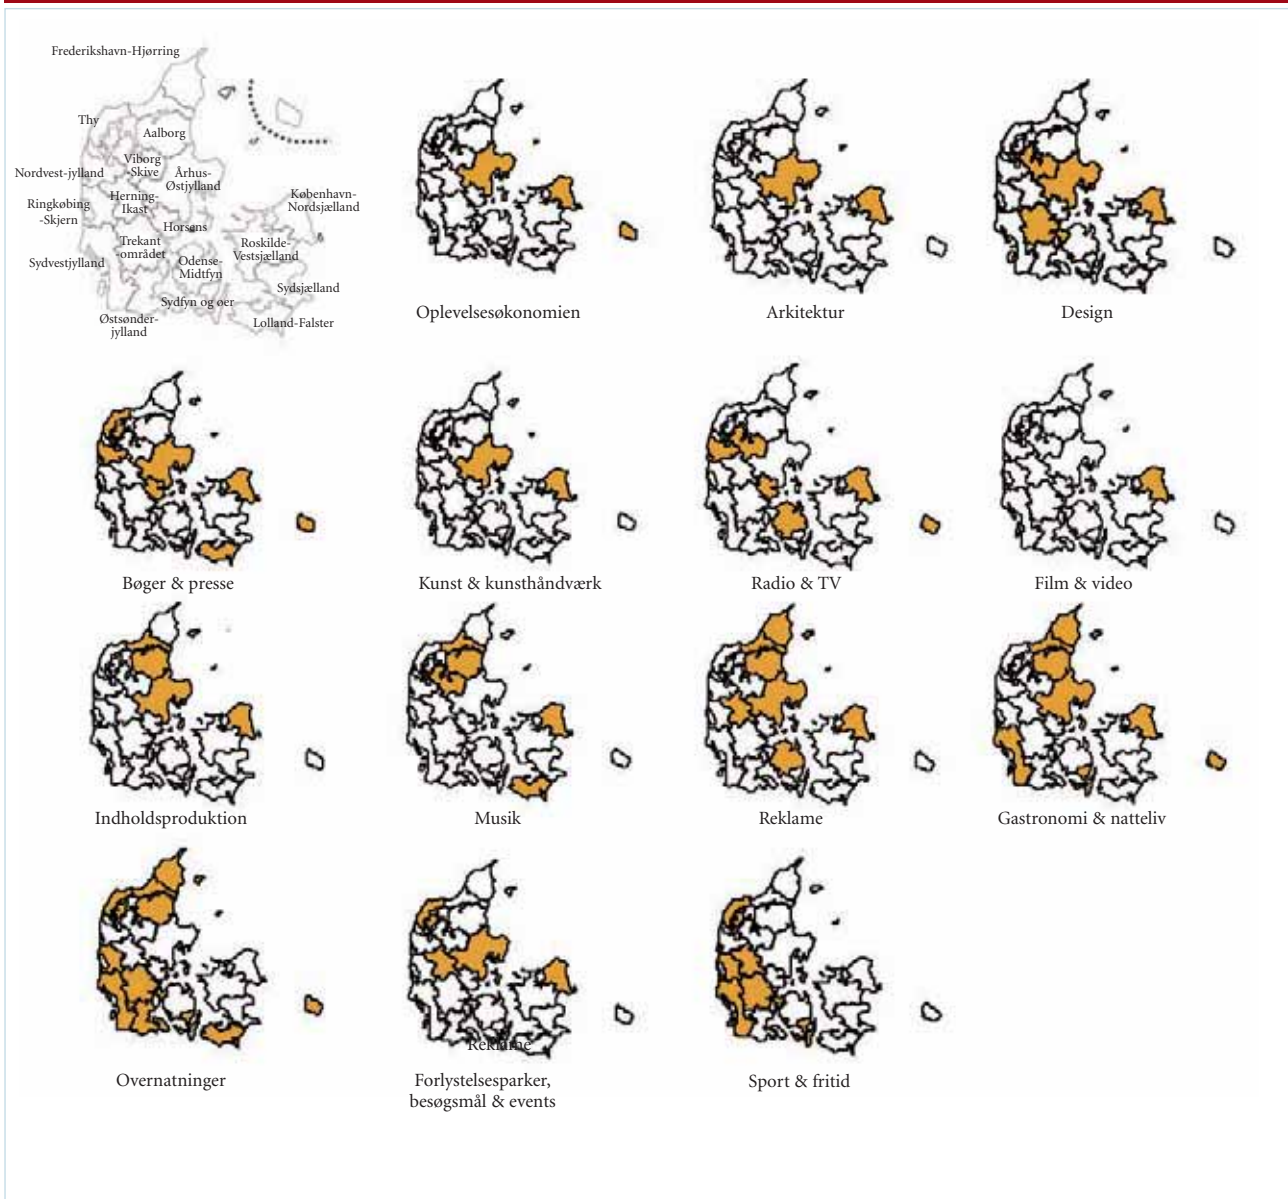 Frederikshavn-Hjørring
Thy
Aalborg
Viborg
-Skive
Nordvest-jylland
Århus-
Østjylland
Herning-
Ikast
København-
Nordsjælland
Ringkøbing
-Skjern
Horsens
Trekant
-området
Roskilde-
Vestsjælland
Sydvestjylland
Odense-
Midtfyn
Sydsjælland
Sydfyn og øer
Østsønder-
jylland
Lolland-Falster
Oplevelsesøkonomien
Arkitektur
Design
Bøger & presse
Kunst & kunsthåndværk
Radio & TV
Film & video
Indholdsproduktion
Musik
Reklame
Gastronomi & natteliv
Reklame
Overnatninger
Forlystelsesparker,
besøgsmål & events
Sport & fritid